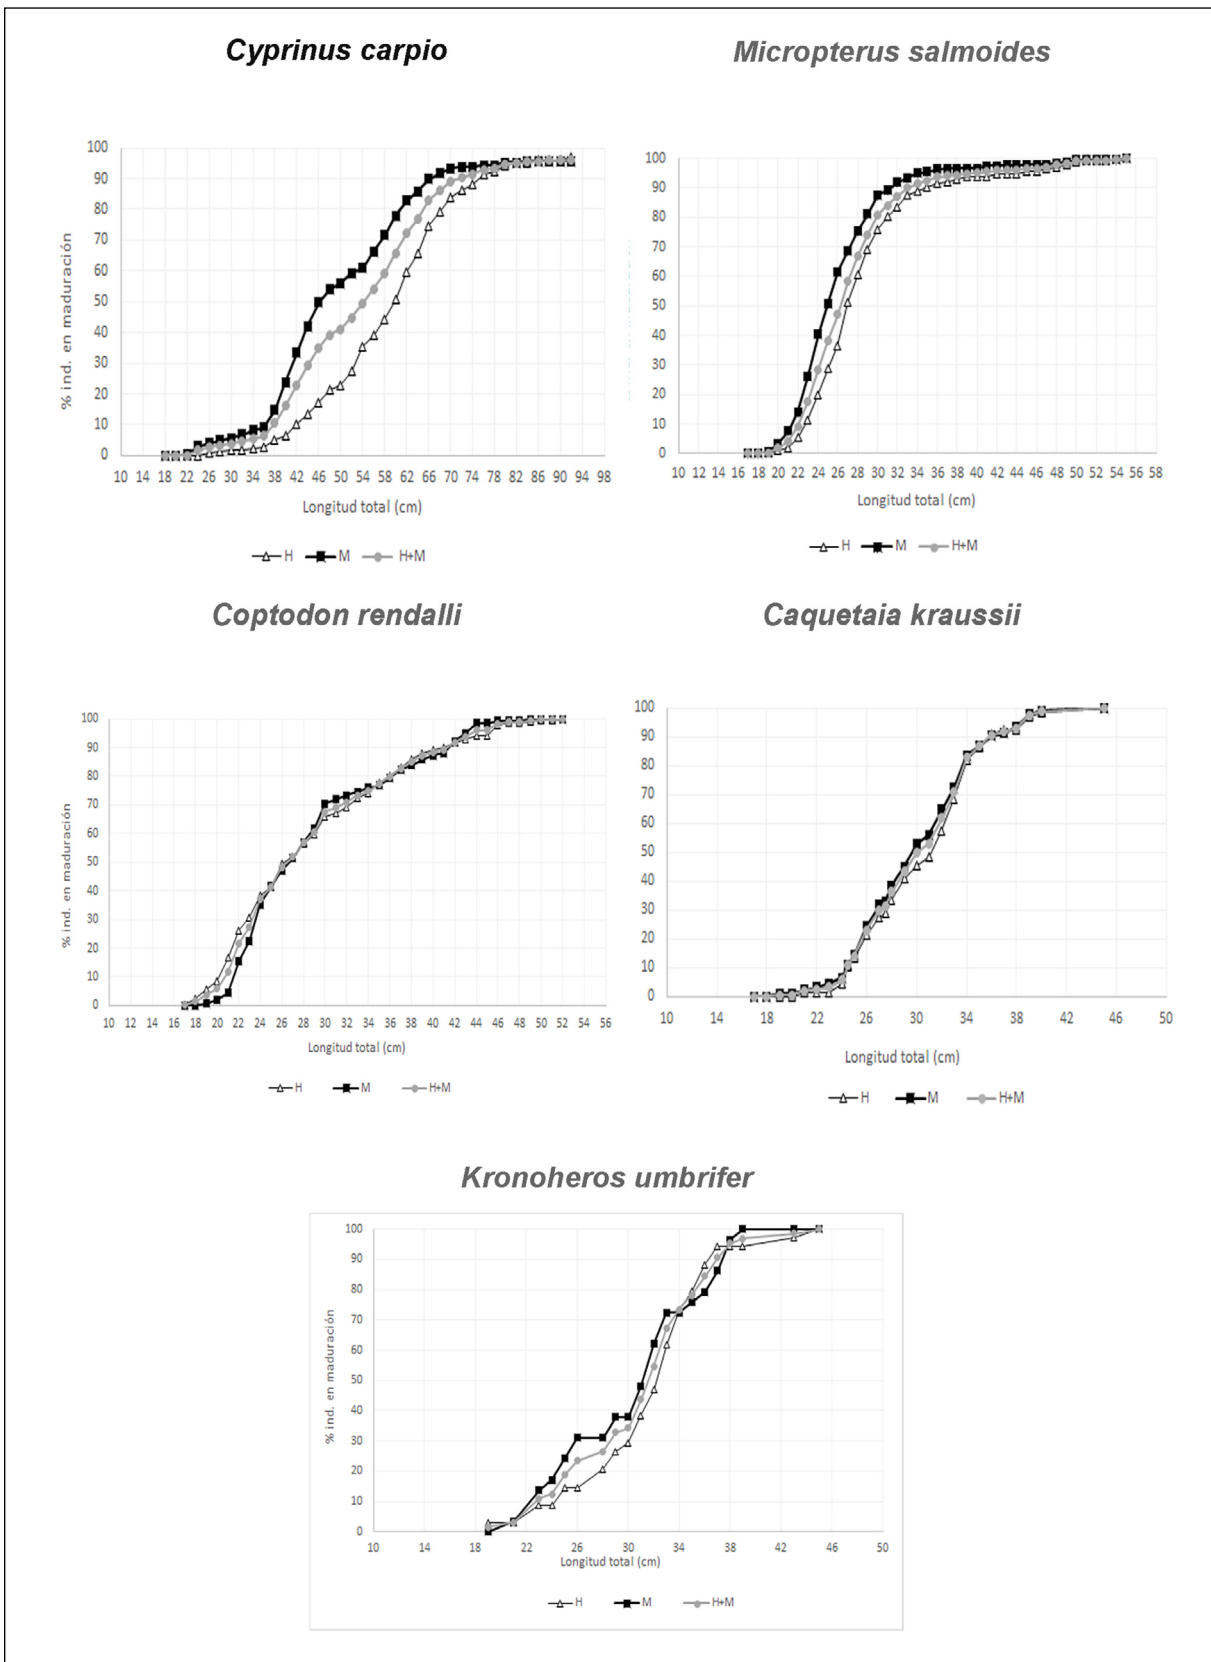 Cyprinus carpio
100
90
80
70
60
50
40
30
20
10
0
% ind. en maduración
10 14 18 22 26 30 34 38 42 46 50 54 58 62 66 70 74 78 82 86 90 94 98
Longitud total (cm)
H M H+M
Micropterus salmoides
100
90
80
70
60
50
40
30
20
10
0
10 12 14 16 18 20 22 24 26 28 30 32 34 36 38 40 42 44 46 48 50 52 54 56 58
Longitud total (cm)
H M H+M
Coptodon rendalli
100
90
80
70
60
50
40
30
20
10
0
% ind. en maduración
10 12 14 16 18 20 22 24 26 28 30 32 34 36 38 40 42 44 46 48 50 52 54 56
Longitud total (cm)
H M H+M
Caquetaia kraussii
100
90
80
70
60
50
40
30
20
10
0
10 14 18 22 26 30 34 38 42 46 50
Longitud total (cm)
H M H+M
Kronoheros umbrifer
100
90
80
70
60
50
40
30
20
10
0
% ind. en maduración
10 14 18 22 26 30 34 38 42 46 50
Longitud total (cm)
H M H+M